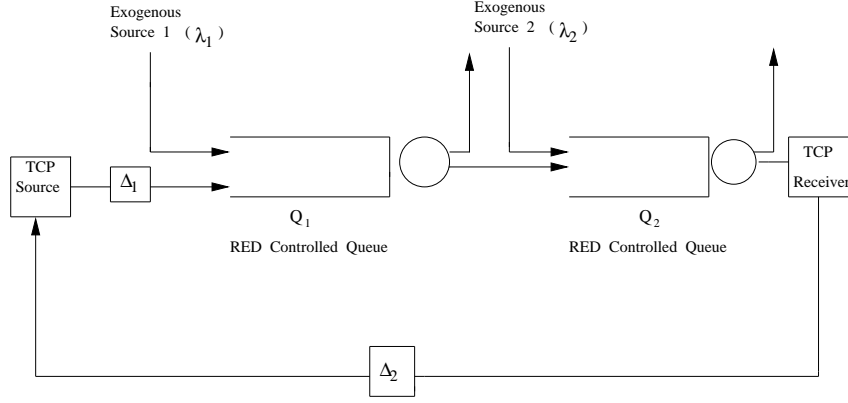 Exogenous
Source 1 (λ1)
Exogenous
Source 2 (λ2)
TCP
Source
Δ1
TCP
Receiver
Q1
Q2
RED Controlled Queue
RED Controlled Queue
Δ2